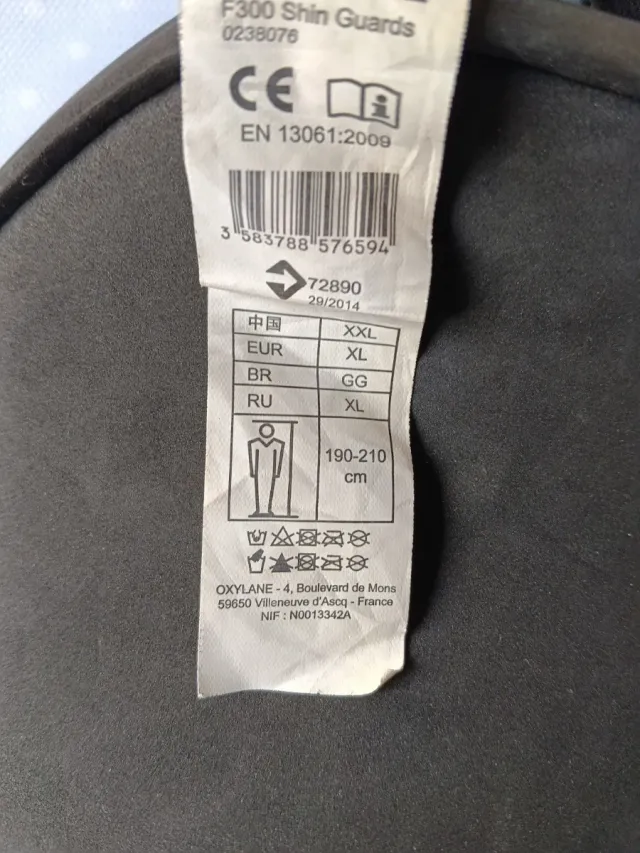 F300 Shin Guards
0238076
CE
EN 13061:2009
3 583788 576594
72890
29/2014
中国 XXL
EUR XL
BR GG
RU XL
190-210
cm
OXYLANE - 4, Boulevard de Mons
59650 Villeneuve d'Ascq - France
NIF : N0013342A